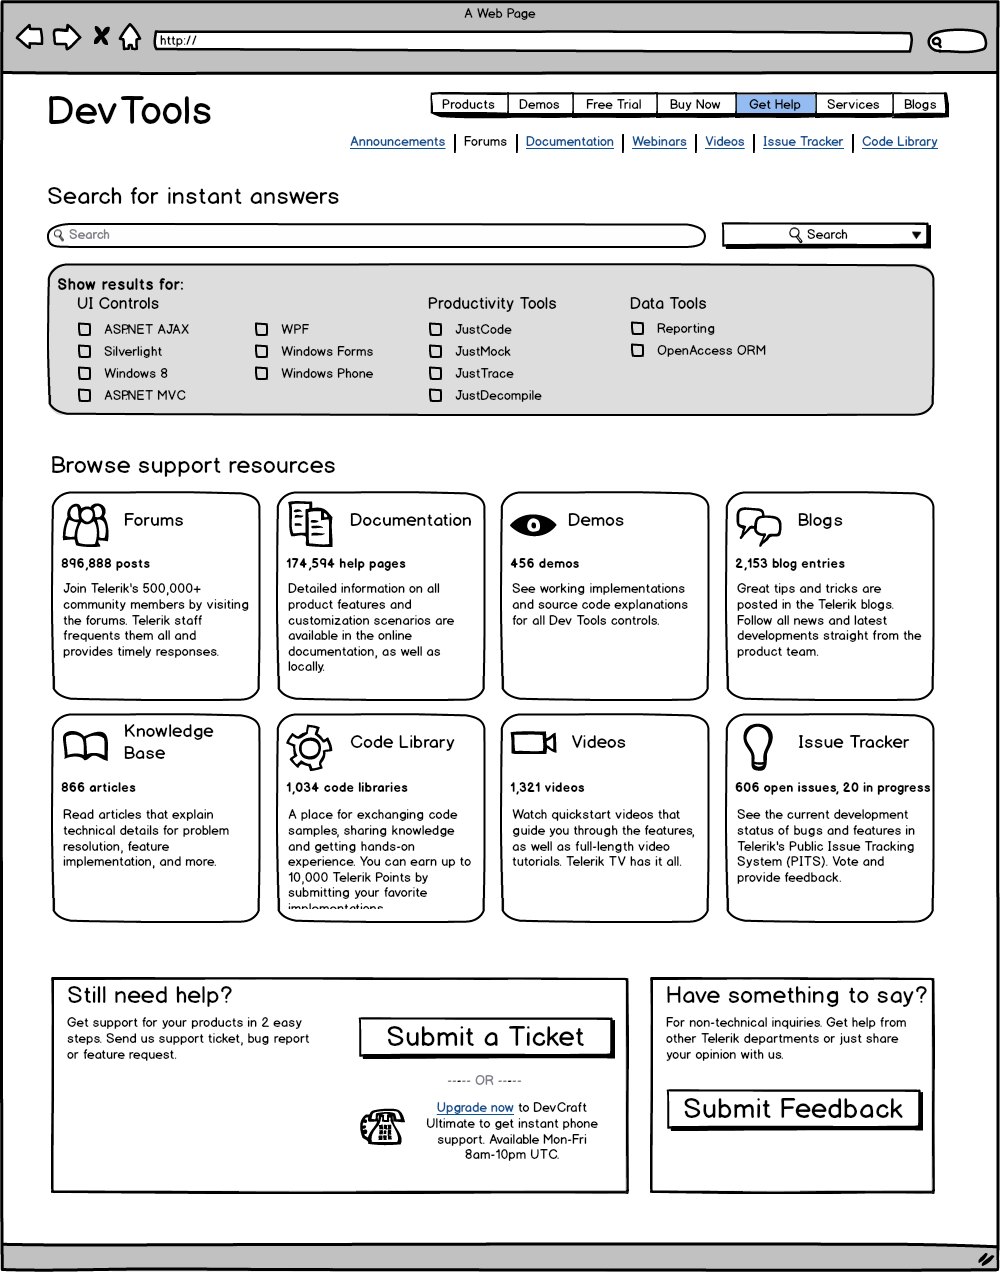 A Web Page
http://
DevTools
Products Demos Free Trial Buy Now Get Help Services Blogs
Announcements Forums Documentation Webinars Videos Issue Tracker Code Library
Search for instant answers
Search
Search
Show results for:
UI Controls
ASP.NET AJAX
Silverlight
Windows 8
ASP.NET MVC
WPF
Windows Forms
Windows Phone
Productivity Tools
JustCode
JustMock
JustTrace
JustDecompile
Data Tools
Reporting
OpenAccess ORM
Browse support resources
Forums
896,888 posts
Join Telerik's 500,000+
community members by visiting
the forums. Telerik staff
frequents them all and
provides timely responses.
Documentation
174,594 help pages
Detailed information on all
product features and
customization scenarios are
available in the online
documentation, as well as
locally.
Demos
456 demos
See working implementations
and source code explanations
for all Dev Tools controls.
Blogs
2,153 blog entries
Great tips and tricks are
posted in the Telerik blogs.
Follow all news and latest
developments straight from the
product team.
Knowledge
Base
866 articles
Read articles that explain
technical details for problem
resolution, feature
implementation, and more.
Code Library
1,034 code libraries
A place for exchanging code
samples, sharing knowledge
and getting hands-on
experience. You can earn up to
10,000 Telerik Points by
submitting your favorite
implementations.
Videos
1,321 videos
Watch quickstart videos that
guide you through the features,
as well as full-length video
tutorials. Telerik TV has it all.
Issue Tracker
606 open issues, 20 in progress
See the current development
status of bugs and features in
Telerik's Public Issue Tracking
System (PITS). Vote and
provide feedback.
Still need help?
Get support for your products in 2 easy
steps. Send us support ticket, bug report
or feature request.
Submit a Ticket
----- OR -----
Upgrade now to DevCraft
Ultimate to get instant phone
support. Available Mon-Fri
8am-10pm UTC.
Have something to say?
For non-technical inquiries. Get help from
other Telerik departments or just share
your opinion with us.
Submit Feedback